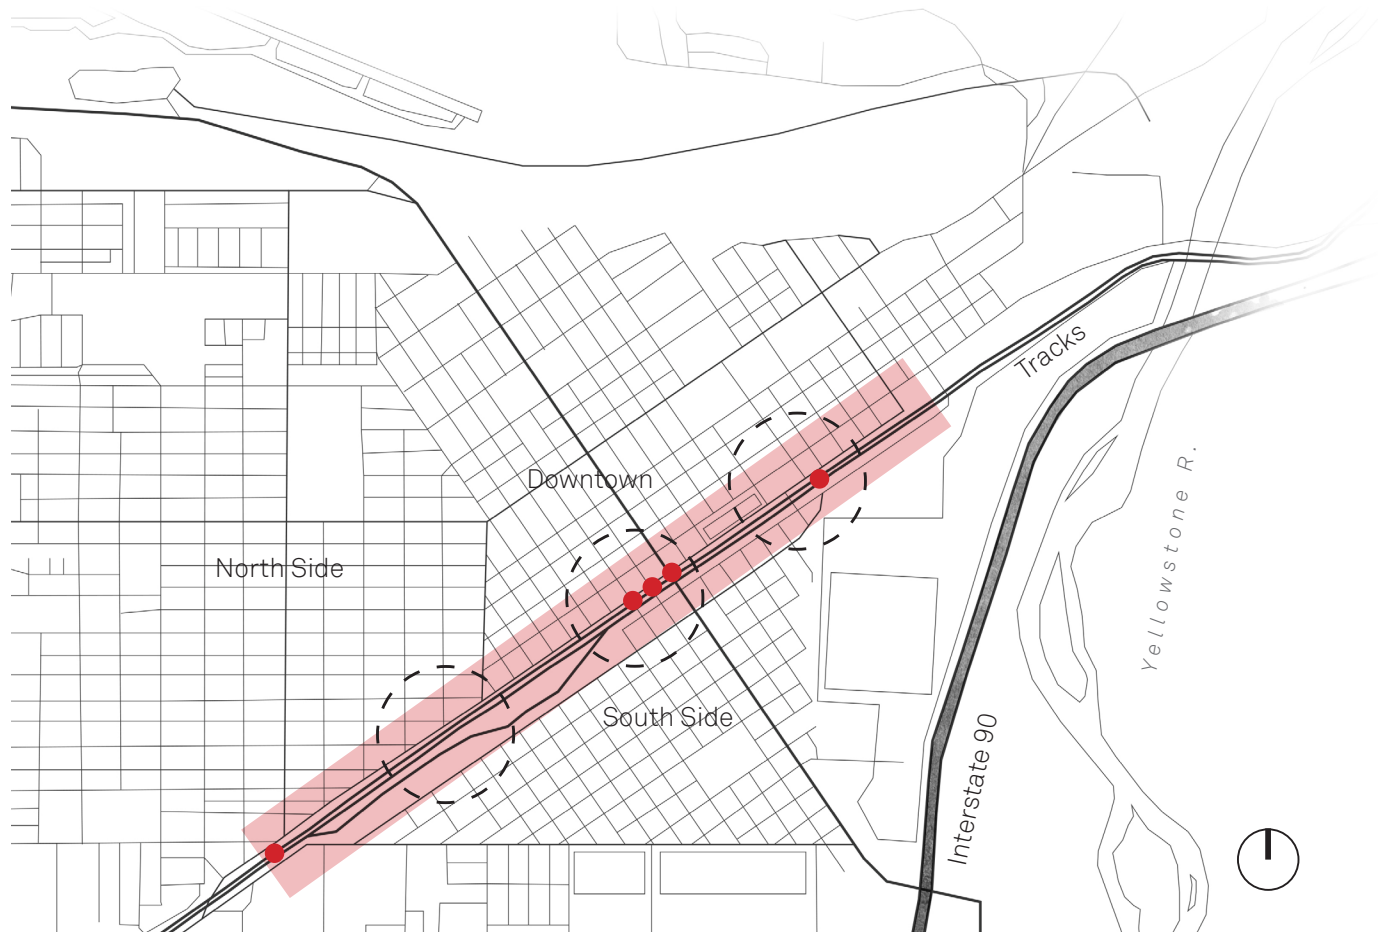 Tracks
Downtown
Yellowstone R.
North Side
South Side
Interstate 90